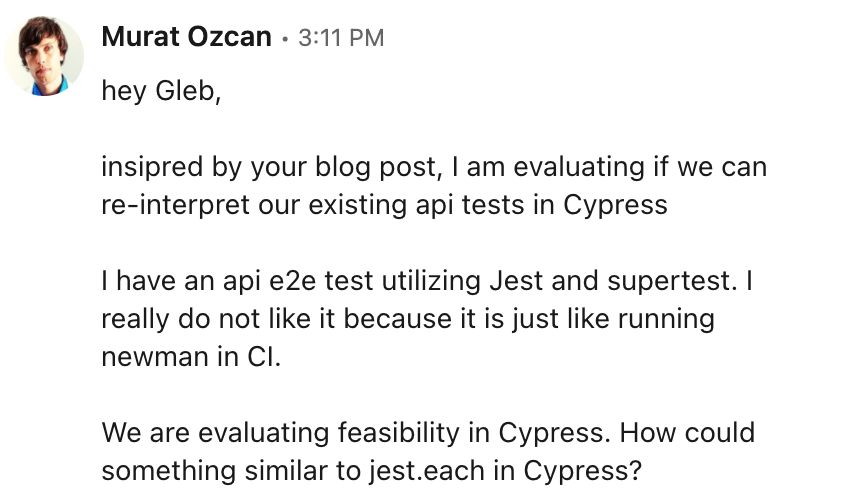 Murat Ozcan • 3:11 PM
hey Gleb,
insipred by your blog post, I am evaluating if we can
re-interpret our existing api tests in Cypress
I have an api e2e test utilizing Jest and supertest. I
really do not like it because it is just like running
newman in CI.
We are evaluating feasibility in Cypress. How could
something similar to jest.each in Cypress?